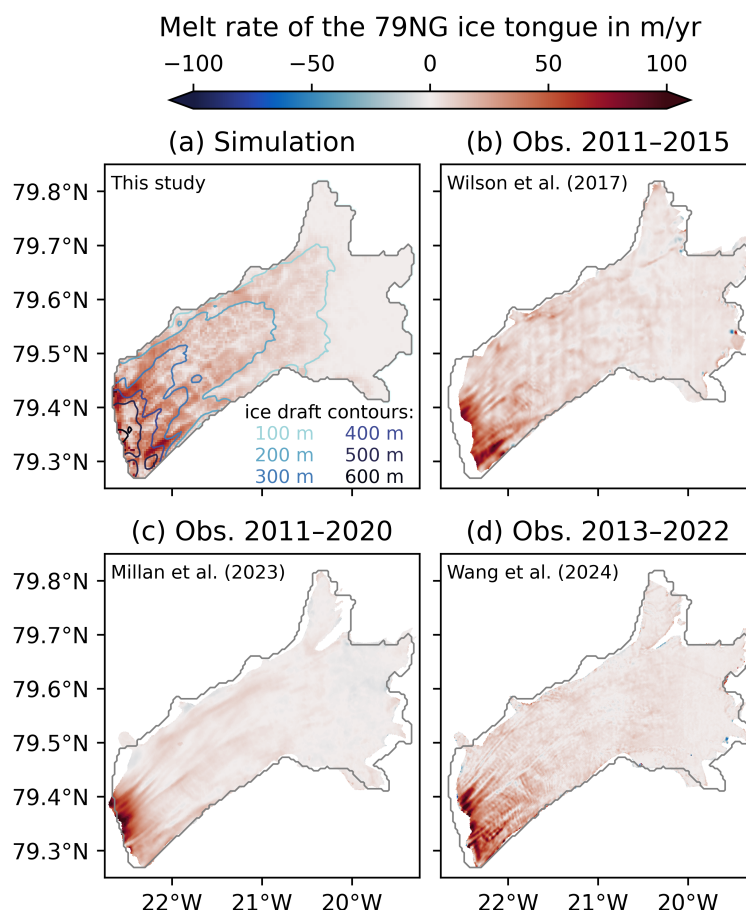 Melt rate of the 79NG ice tongue in m/yr
−100 −50 0 50 100
(a) Simulation (b) Obs. 2011–2015
This study Wilson et al. (2017)
79.8°N
79.7°N
79.6°N
79.5°N
79.4°N
79.3°N
ice draft contours:
100 m 400 m
200 m 500 m
300 m 600 m
(c) Obs. 2011–2020 (d) Obs. 2013–2022
Millan et al. (2023) Wang et al. (2024)
79.8°N
79.7°N
79.6°N
79.5°N
79.4°N
79.3°N
22°W 21°W 20°W 22°W 21°W 20°W